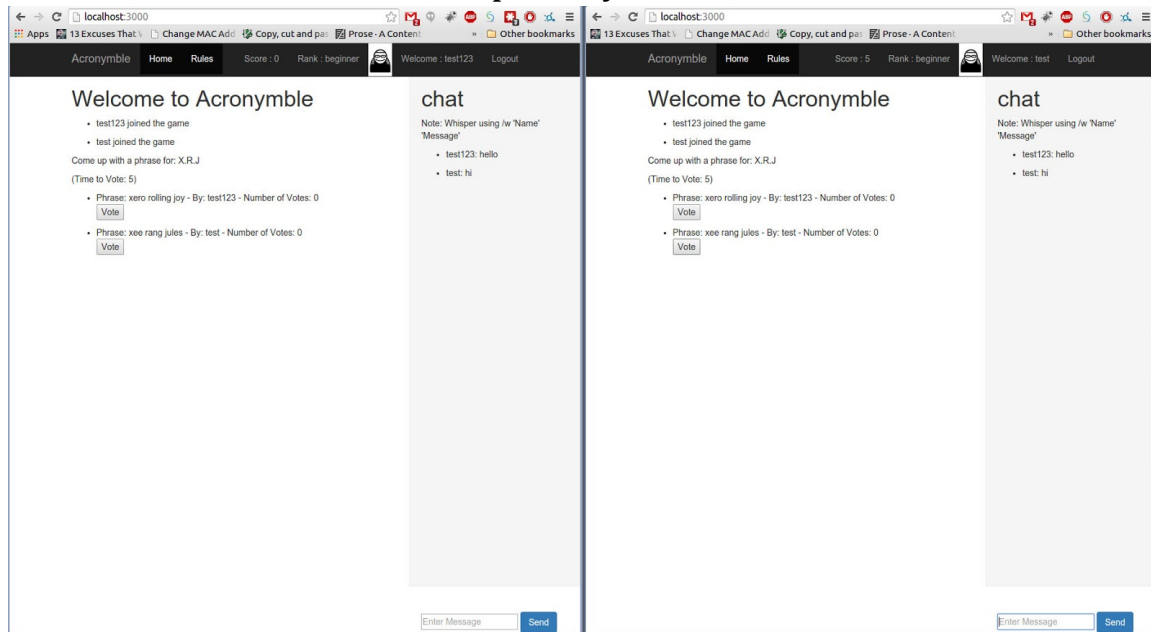 localhost:3000
Apps 13 Excuses That Change MAC Add Copy, cut and pas Prose - A Content » Other bookmarks
Acronymble Home Rules Score : 0 Rank : beginner Welcome : test123 Logout
Welcome to Acronymble
• test123 joined the game
• test joined the game
Come up with a phrase for: X.R.J
(Time to Vote: 5)
• Phrase: xero rolling joy - By: test123 - Number of Votes: 0
Vote
• Phrase: xee rang jules - By: test - Number of Votes: 0
Vote
chat
Note: Whisper using /w 'Name'
'Message'
• test123: hello
• test: hi
Enter Message Send
localhost:3000
13 Excuses That Change MAC Add Copy, cut and pas Prose - A Content » Other bookmarks
Acronymble Home Rules Score : 5 Rank : beginner Welcome : test Logout
Welcome to Acronymble
• test123 joined the game
• test joined the game
Come up with a phrase for: X.R.J
(Time to Vote: 5)
• Phrase: xero rolling joy - By: test123 - Number of Votes: 0
Vote
• Phrase: xee rang jules - By: test - Number of Votes: 0
Vote
chat
Note: Whisper using /w 'Name'
'Message'
• test123: hello
• test: hi
Enter Message Send